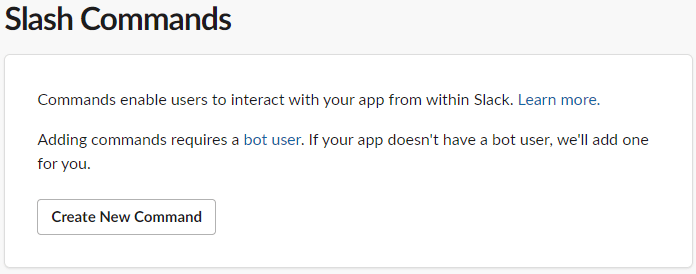 Slash Commands
Commands enable users to interact with your app from within Slack. Learn more.
Adding commands requires a bot user. If your app doesn't have a bot user, we'll add one
for you.
Create New Command